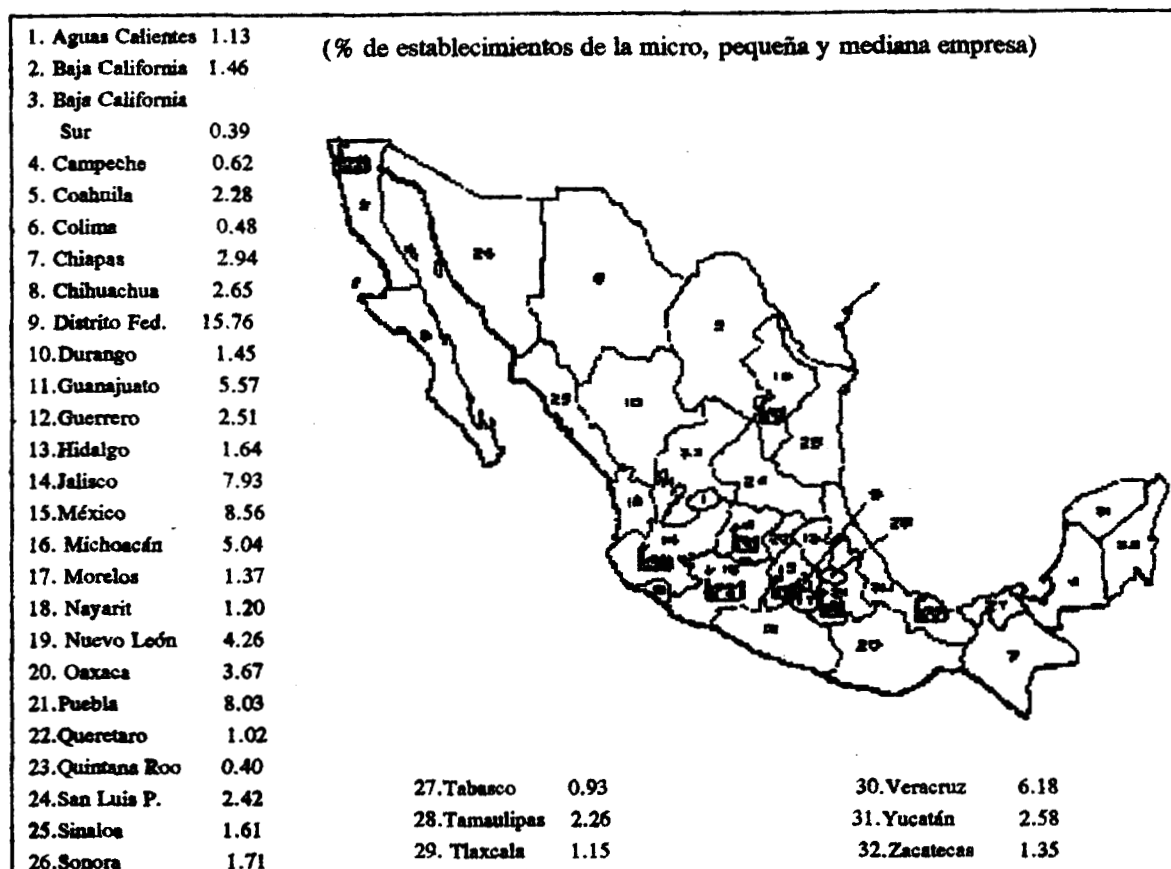 1. Aguas Calientes 1.13
2. Baja California 1.46
3. Baja California
Sur 0.39
4. Campeche 0.62
5. Coahuila 2.28
6. Colima 0.48
7. Chiapas 2.94
8. Chihuachua 2.65
9. Distrito Fed. 15.76
10.Durango 1.45
11.Guanajuato 5.57
12.Guerrero 2.51
13.Hidalgo 1.64
14.Jalisco 7.93
15.México 8.56
16. Michoacán 5.04
17. Morelos 1.37
18. Nayarit 1.20
19. Nuevo León 4.26
20. Oaxaca 3.67
21.Puebla 8.03
22.Queretaro 1.02
23.Quintana Roo 0.40
24.San Luis P. 2.42
25.Sinaloa 1.61
26.Sonora 1.71
(% de establecimientos de la micro, pequeña y mediana empresa)
10
7
20
1
27.Tabasco 0.93
28.Tamaulipas 2.26
29. Tlaxcala 1.15
30.Veracruz 6.18
31.Yucatán 2.58
32.Zacatecas 1.35